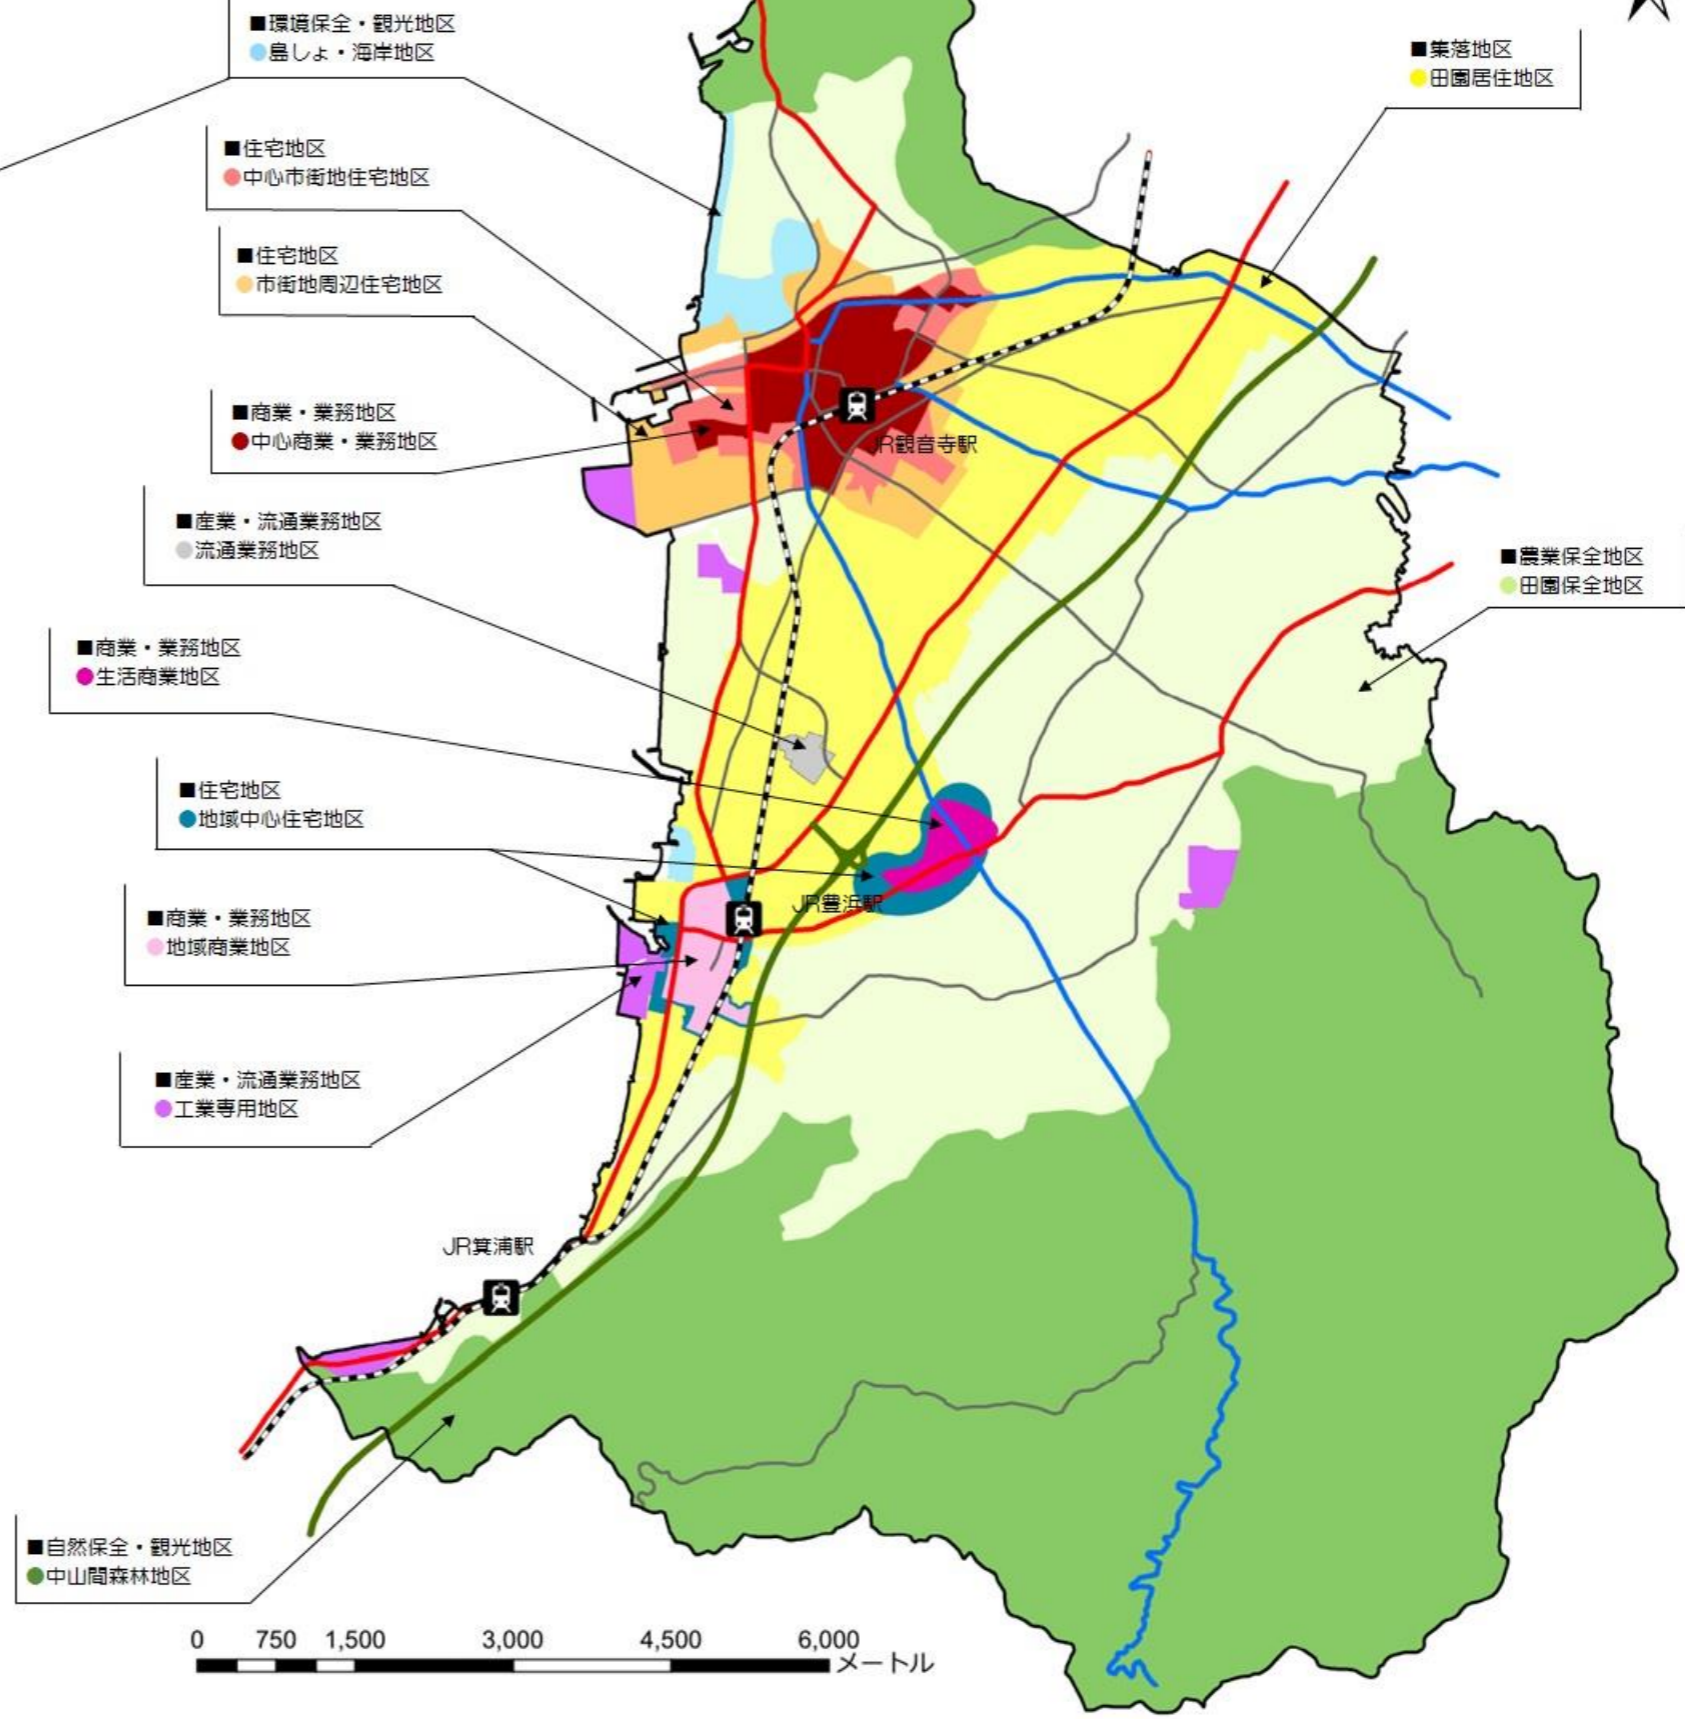 ■環境保全・観光地区
●島しょ・海岸地区
■集落地区
●田園居住地区
■住宅地区
●中心市街地住宅地区
■住宅地区
●市街地周辺住宅地区
■商業・業務地区
●中心商業・業務地区
JR観音寺駅
■産業・流通業務地区
●流通業務地区
■農業保全地区
●田園保全地区
■商業・業務地区
●生活商業地区
■住宅地区
●地域中心住宅地区
JR豊浜駅
■商業・業務地区
●地域商業地区
■産業・流通業務地区
●工業専用地区
JR箕浦駅
■自然保全・観光地区
●中山間森林地区
0 750 1,500 3,000 4,500 6,000
メートル